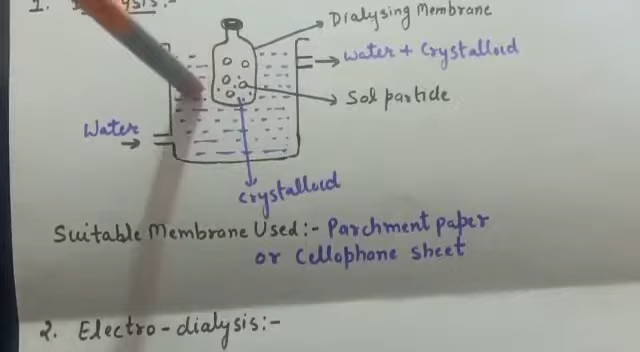 1.
Dialysing Membrane
Water + Crystalloid
Sol particle
Water
Crystalloid
Suitable Membrane Used:- Parchment paper
or Cellophane sheet
2. Electro-dialysis:-